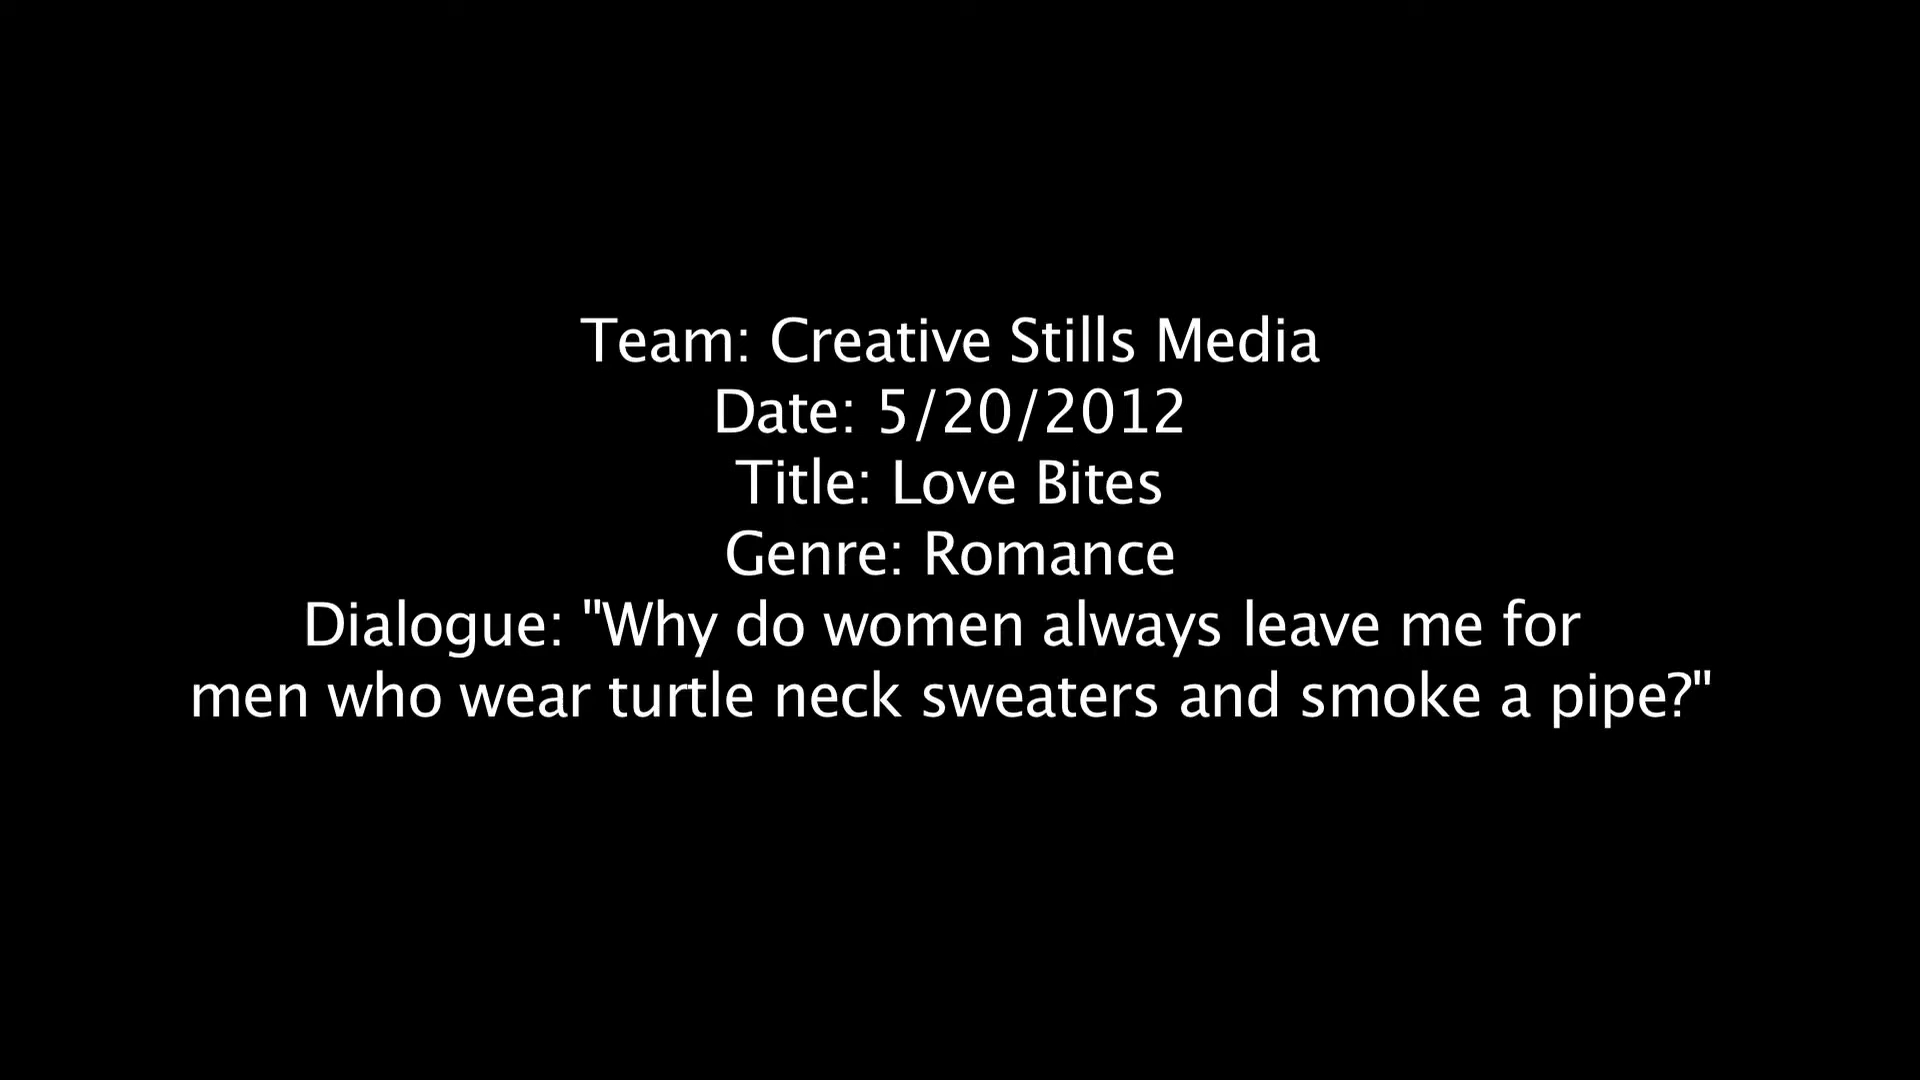 Team: Creative Stills Media
Date: 5/20/2012
Title: Love Bites
Genre: Romance
Dialogue: "Why do women always leave me for
men who wear turtle neck sweaters and smoke a pipe?"